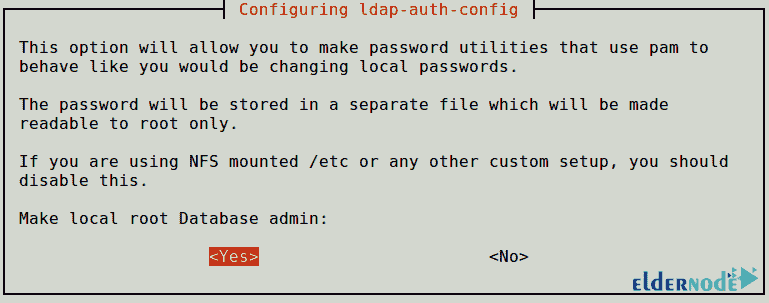 Configuring ldap-auth-config
This option will allow you to make password utilities that use pam to
behave like you would be changing local passwords.
The password will be stored in a separate file which will be made
readable to root only.
If you are using NFS mounted /etc or any other custom setup, you should
disable this.
Make local root Database admin:
<Yes> <No>
ELDERNODE